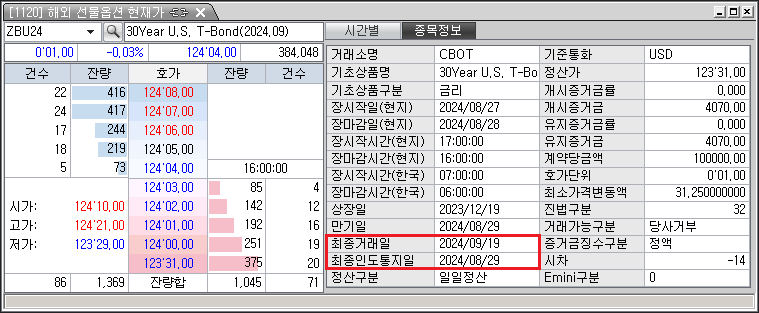 [1120] 해외 선물옵션 현재가
ZBU24 30Year U.S. T-Bond(2024.09)
시간별 종목정보
0'01.00 -0.03% 124'04.00 384,048
건수 잔량 호가 잔량 건수
22 416 124'08.00
24 417 124'07.00
17 244 124'06.00
18 219 124'05.00
5 73 124'04.00 16:00:00
124'03.00 85 4
시가: 124'10.00 124'02.00 142 12
고가: 124'21.00 124'01.00 192 16
저가: 123'29.00 124'00.00 251 19
123'31.00 375 20
86 1,369 잔량합 1,045 71
거래소명 CBOT 기준통화 USD
기초상품명 30Year U.S. T-Bo 정산가 123'31.00
기초상품구분 금리 개시증거금률 0.000
장시작일(현지) 2024/08/27 개시증거금 4070.00
장마감일(현지) 2024/08/28 유지증거금률 0.000
장시작시간(현지) 17:00:00 유지증거금 4070.00
장마감시간(현지) 16:00:00 계약당금액 100000.00
장시작시간(한국) 07:00:00 호가단위 0'01.00
장마감시간(한국) 06:00:00 최소가격변동액 31.250000000
상장일 2023/12/19 진법구분 32
만기일 2024/08/29 거래가능구분 당사거부
최종거래일 2024/09/19 증거금징수구분 정액
최종인도통지일 2024/08/29 시차 -14
정산구분 일일정산 Emini구분 0